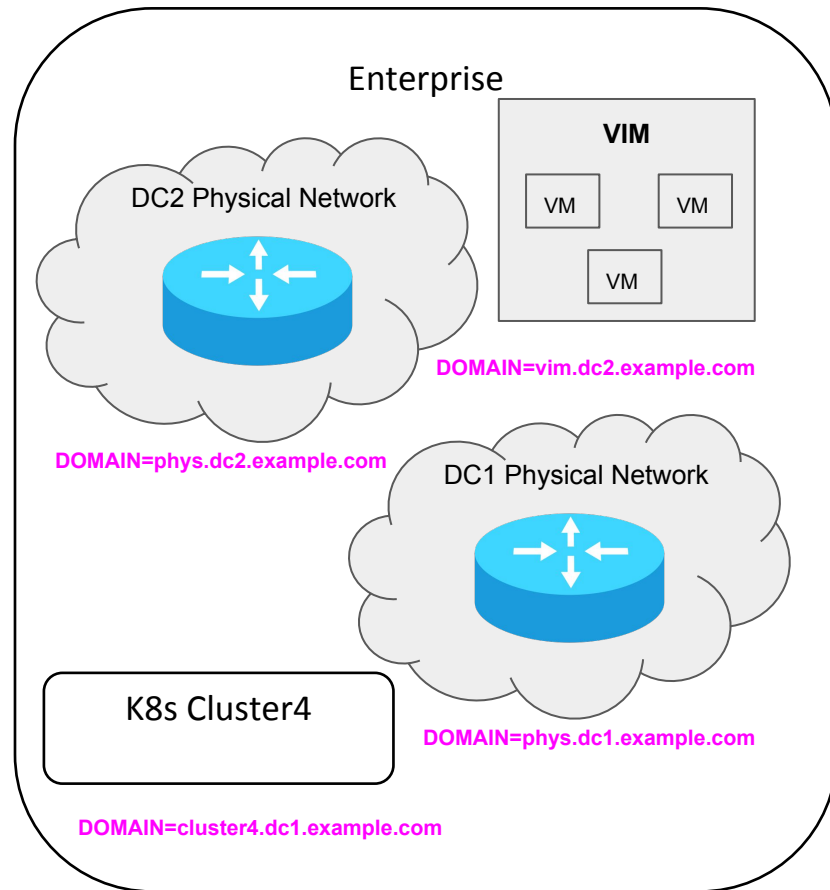 Enterprise
VIM
VM
VM
VM
DC2 Physical Network
DOMAIN=vim.dc2.example.com
DOMAIN=phys.dc2.example.com
DC1 Physical Network
K8s Cluster4
DOMAIN=phys.dc1.example.com
DOMAIN=cluster4.dc1.example.com